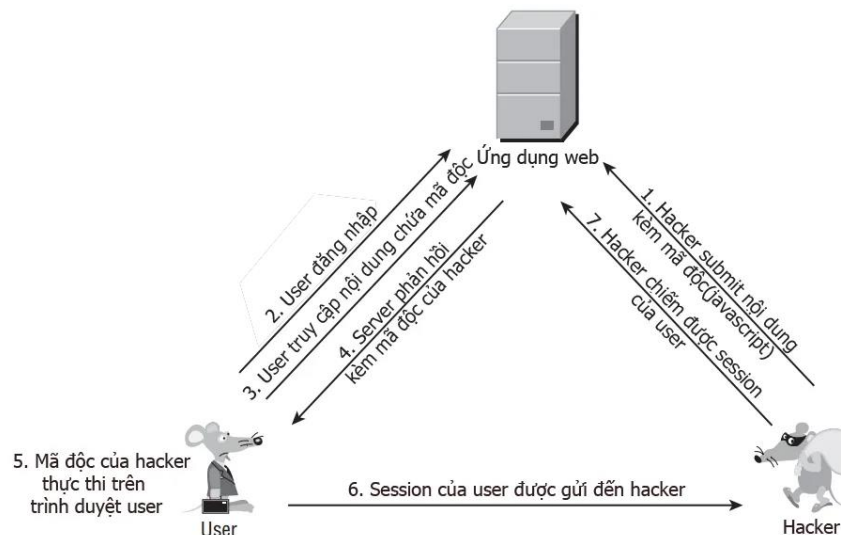 Ứng dụng web
1. Hacker submit nội dung
kèm mã độc(javascript)
2. User đăng nhập
3. User truy cập nội dung chứa mã độc
4. Server phản hồi
kèm mã độc của hacker
5. Mã độc của hacker
thực thi trên
trình duyệt user
6. Session của user được gửi đến hacker
7. Hacker chiếm được session
của user
User
Hacker